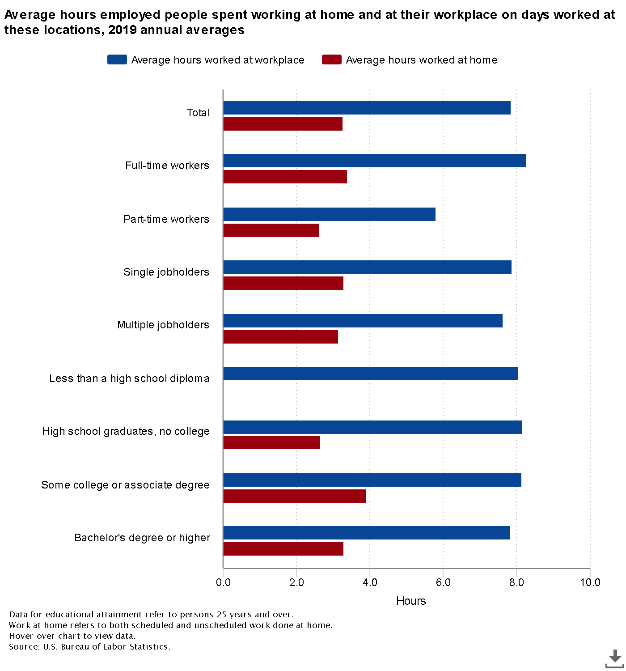 Average hours employed people spent working at home and at their workplace on days worked at
these locations, 2019 annual averages
Average hours worked at workplace
Average hours worked at home
Total
Full-time workers
Part-time workers
Single jobholders
Multiple jobholders
Less than a high school diploma
High school graduates, no college
Some college or associate degree
Bachelor's degree or higher
0.0 2.0 4.0 6.0 8.0 10.0
Hours
Data for educational attainment refer to persons 25 years and over.
Work at home refers to both scheduled and unscheduled work done at home.
Hover over chart to view data.
Source: U.S. Bureau of Labor Statistics.